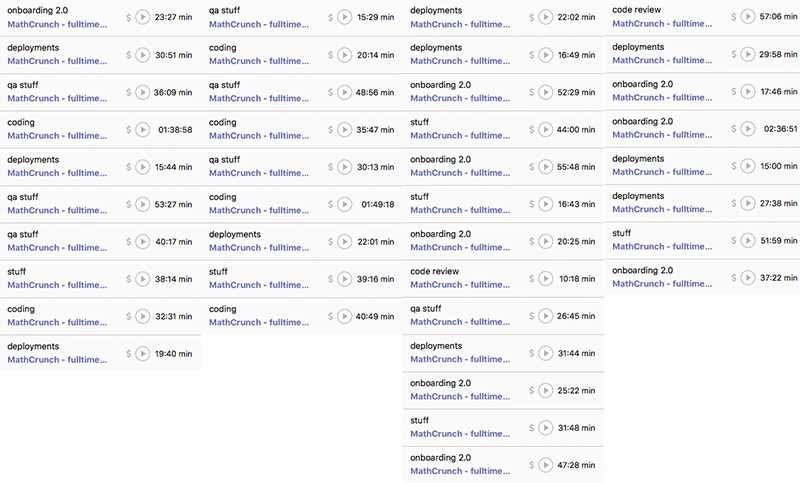 onboarding 2.0
MathCrunch - fulltime... $ 23:27 min
deployments
MathCrunch - fulltime... $ 30:51 min
qa stuff
MathCrunch - fulltime... $ 36:09 min
coding
MathCrunch - fulltime... $ 01:38:58
deployments
MathCrunch - fulltime... $ 15:44 min
qa stuff
MathCrunch - fulltime... $ 53:27 min
qa stuff
MathCrunch - fulltime... $ 40:17 min
stuff
MathCrunch - fulltime... $ 38:14 min
coding
MathCrunch - fulltime... $ 32:31 min
deployments
MathCrunch - fulltime... $ 19:40 min
qa stuff
MathCrunch - fulltime... $ 15:29 min
coding
MathCrunch - fulltime... $ 20:14 min
qa stuff
MathCrunch - fulltime... $ 48:56 min
coding
MathCrunch - fulltime... $ 35:47 min
qa stuff
MathCrunch - fulltime... $ 30:13 min
coding
MathCrunch - fulltime... $ 01:49:18
deployments
MathCrunch - fulltime... $ 22:01 min
stuff
MathCrunch - fulltime... $ 39:16 min
coding
MathCrunch - fulltime... $ 40:49 min
deployments
MathCrunch - fulltime... $ 22:02 min
deployments
MathCrunch - fulltime... $ 16:49 min
onboarding 2.0
MathCrunch - fulltime... $ 52:29 min
stuff
MathCrunch - fulltime... $ 44:00 min
onboarding 2.0
MathCrunch - fulltime... $ 55:48 min
stuff
MathCrunch - fulltime... $ 16:43 min
onboarding 2.0
MathCrunch - fulltime... $ 20:25 min
code review
MathCrunch - fulltime... $ 10:18 min
qa stuff
MathCrunch - fulltime... $ 26:45 min
deployments
MathCrunch - fulltime... $ 31:44 min
onboarding 2.0
MathCrunch - fulltime... $ 25:22 min
stuff
MathCrunch - fulltime... $ 31:48 min
onboarding 2.0
MathCrunch - fulltime... $ 47:28 min
code review
MathCrunch - fulltime... $ 57:06 min
deployments
MathCrunch - fulltime... $ 29:58 min
onboarding 2.0
MathCrunch - fulltime... $ 17:46 min
onboarding 2.0
MathCrunch - fulltime... $ 02:36:51
deployments
MathCrunch - fulltime... $ 15:00 min
deployments
MathCrunch - fulltime... $ 27:38 min
stuff
MathCrunch - fulltime... $ 51:59 min
onboarding 2.0
MathCrunch - fulltime... $ 37:22 min